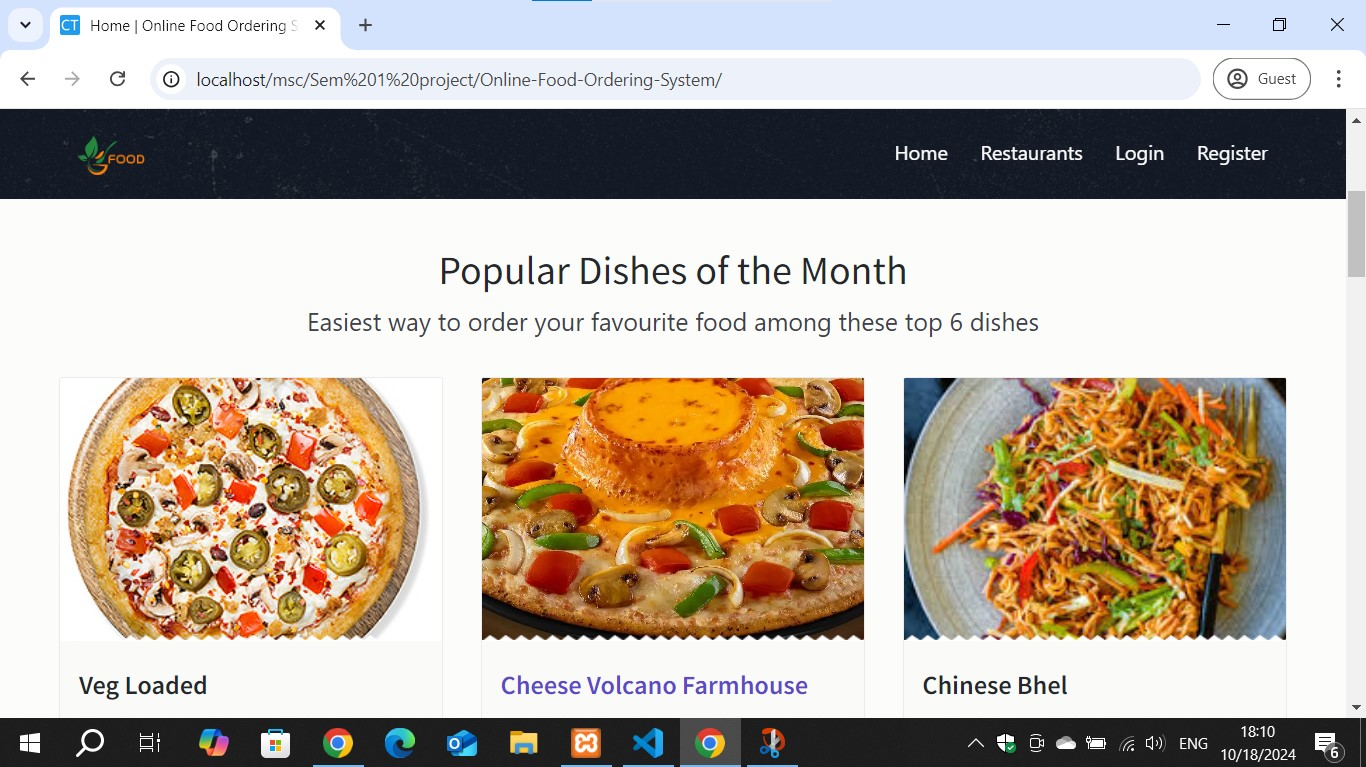 CT Home | Online Food Ordering S
localhost/msc/Sem%201%20project/Online-Food-Ordering-System/
Guest
FOOD
Home Restaurants Login Register
Popular Dishes of the Month
Easiest way to order your favourite food among these top 6 dishes
Veg Loaded
Cheese Volcano Farmhouse
Chinese Bhel
ENG
18:10
10/18/2024
6